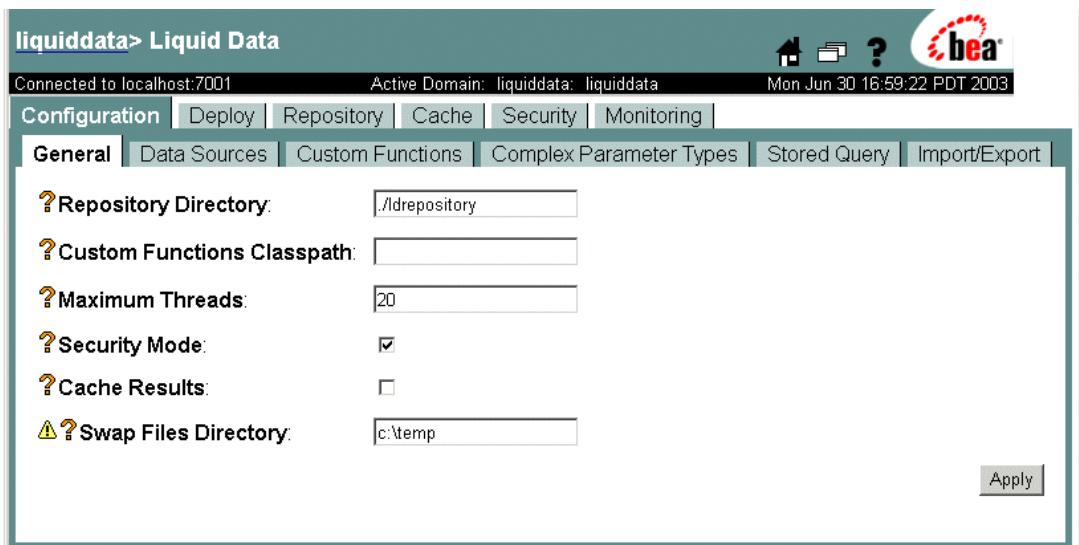 liquiddata> Liquid Data
? bea
Connected to localhost:7001 Active Domain: liquiddata: liquiddata Mon Jun 30 16:59:22 PDT 2003
Configuration Deploy Repository Cache Security Monitoring
General Data Sources Custom Functions Complex Parameter Types Stored Query Import/Export
?Repository Directory: ./ldrepository
?Custom Functions Classpath:
?Maximum Threads: 20
?Security Mode:
?Cache Results:
?Swap Files Directory: c:\temp
Apply